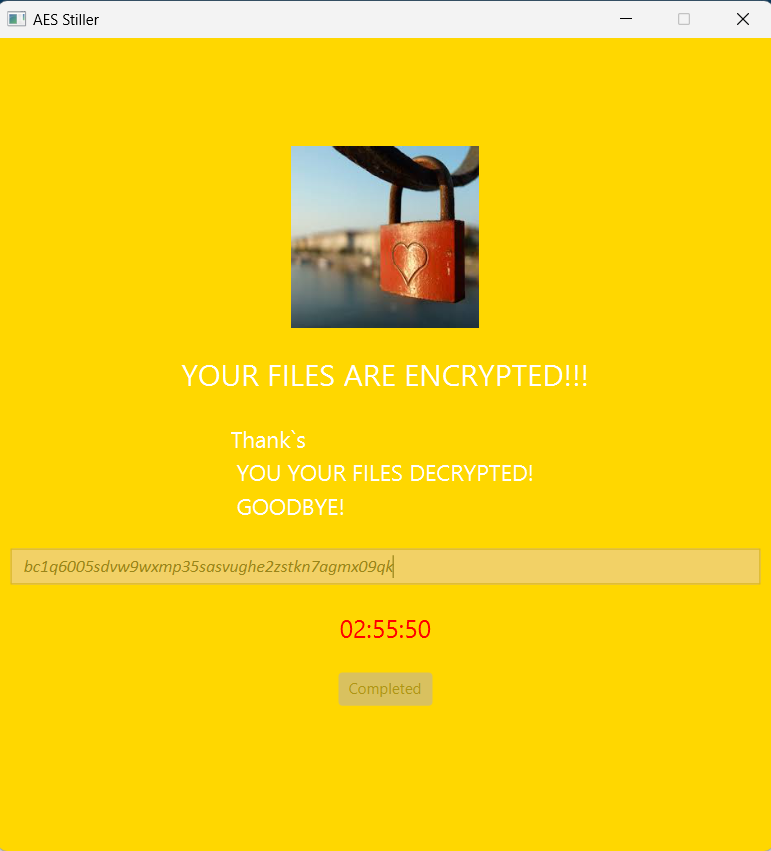 AES Stiller
YOUR FILES ARE ENCRYPTED!!!
Thank`s
YOU YOUR FILES DECRYPTED!
GOODBYE!
bc1q6005sdvw9wxmp35sasvughe2zstkn7agmx09qk
02:55:50
Completed